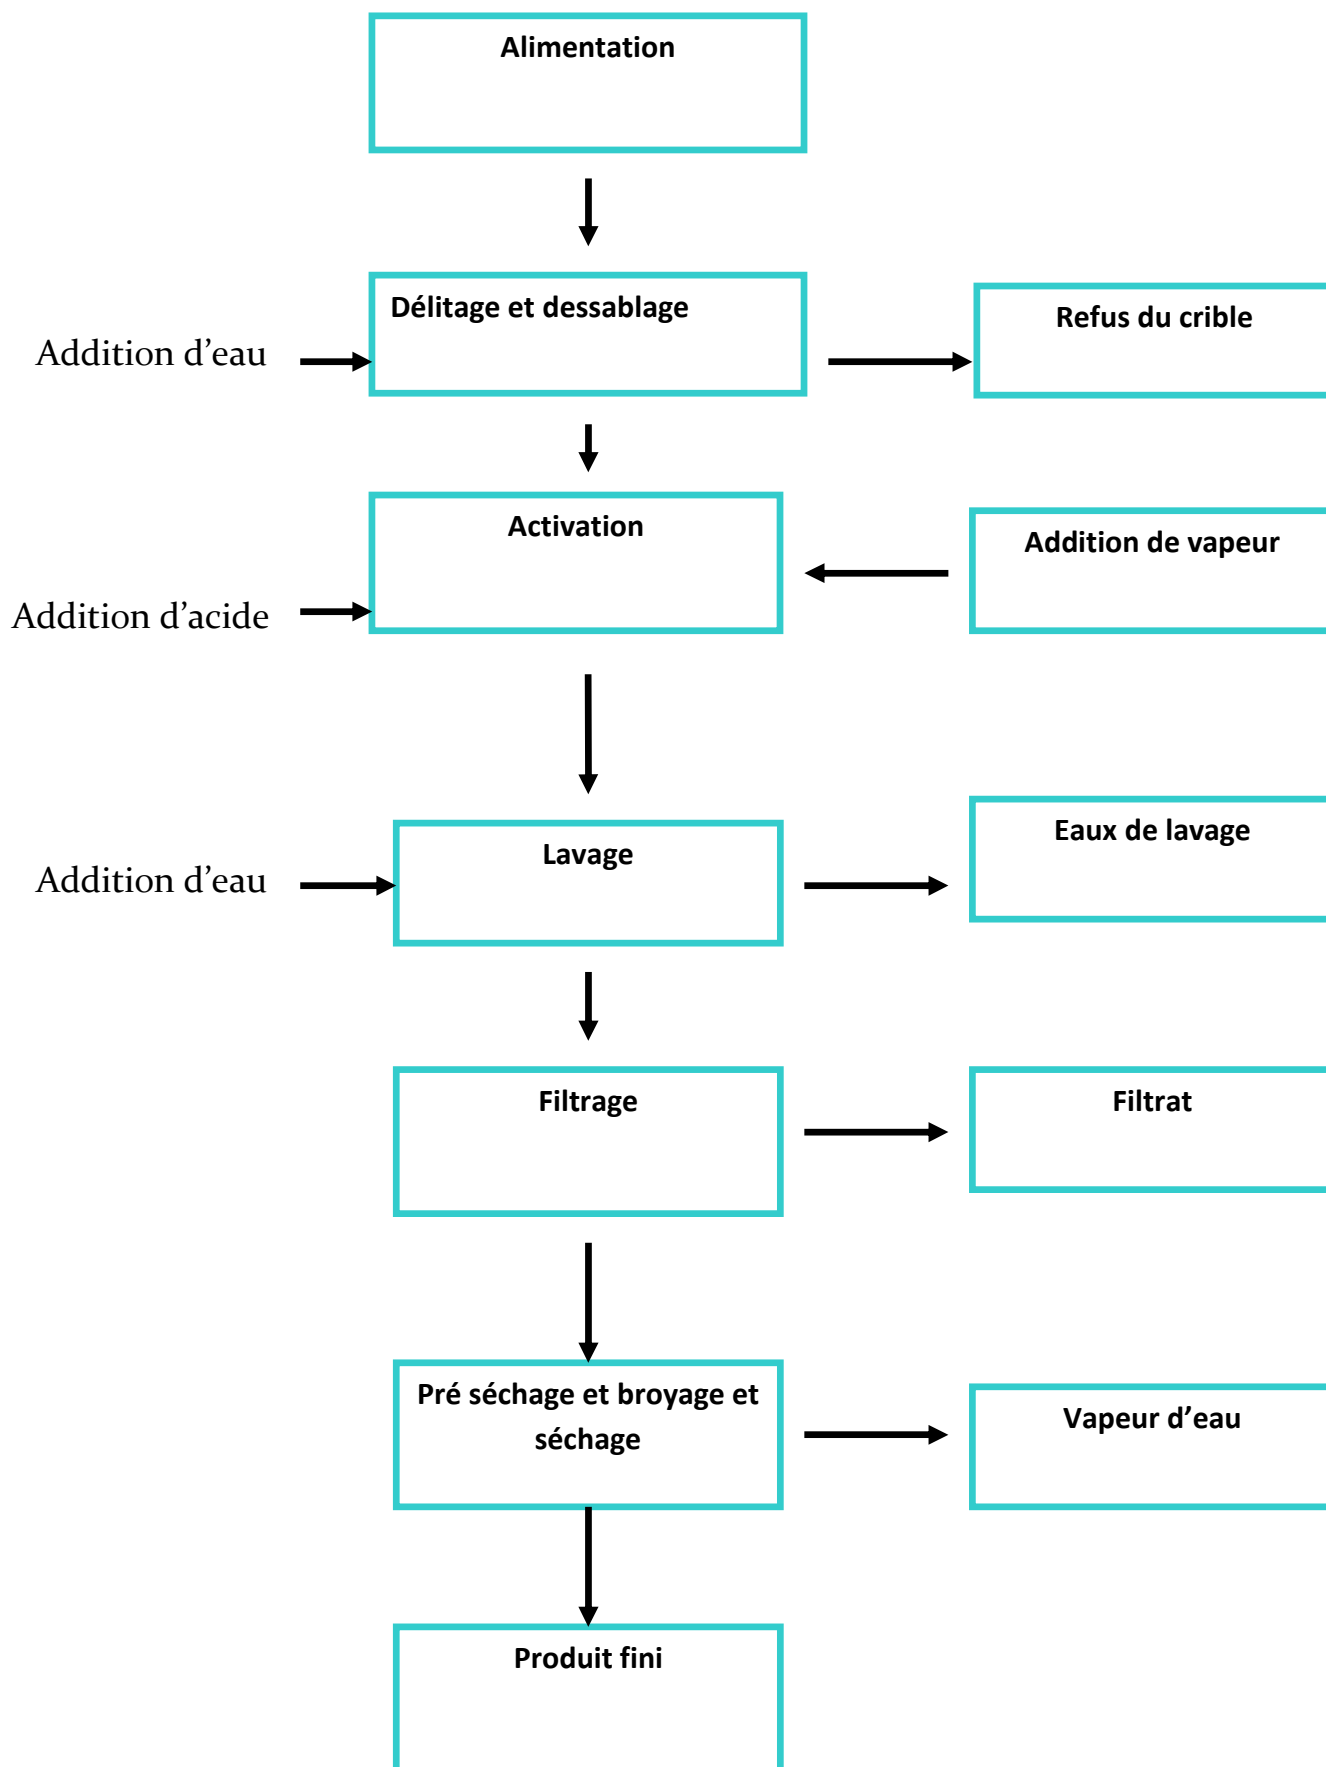 Alimentation
Délitage et dessablage
Refus du crible
Addition d’eau
Activation
Addition de vapeur
Addition d’acide
Lavage
Eaux de lavage
Addition d’eau
Filtrage
Filtrat
Pré séchage et broyage et
séchage
Vapeur d’eau
Produit fini